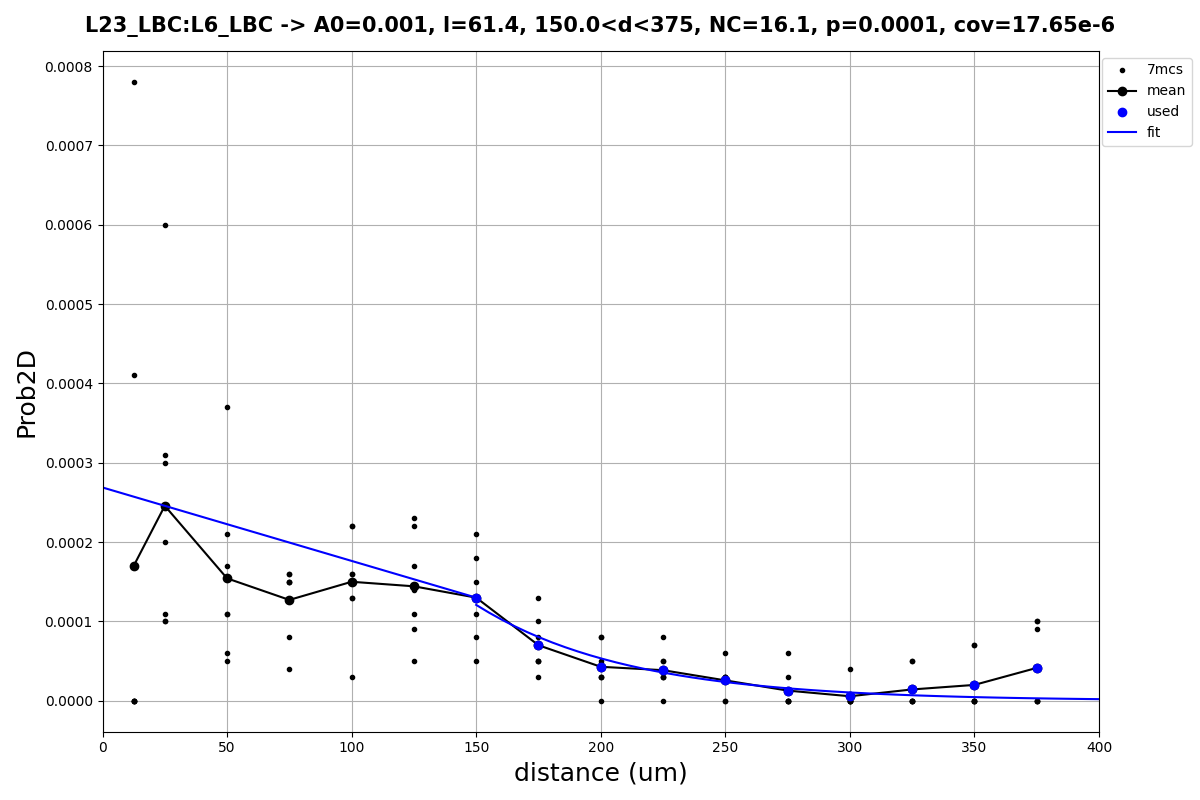 L23_LBC:L6_LBC -> A0=0.001, l=61.4, 150.0<d<375, NC=16.1, p=0.0001, cov=17.65e-6
0.0008
0.0007
0.0006
0.0005
0.0004
0.0003
0.0002
0.0001
0.0000
Prob2D
0 50 100 150 200 250 300 350 400
distance (um)
7mcs
mean
used
fit